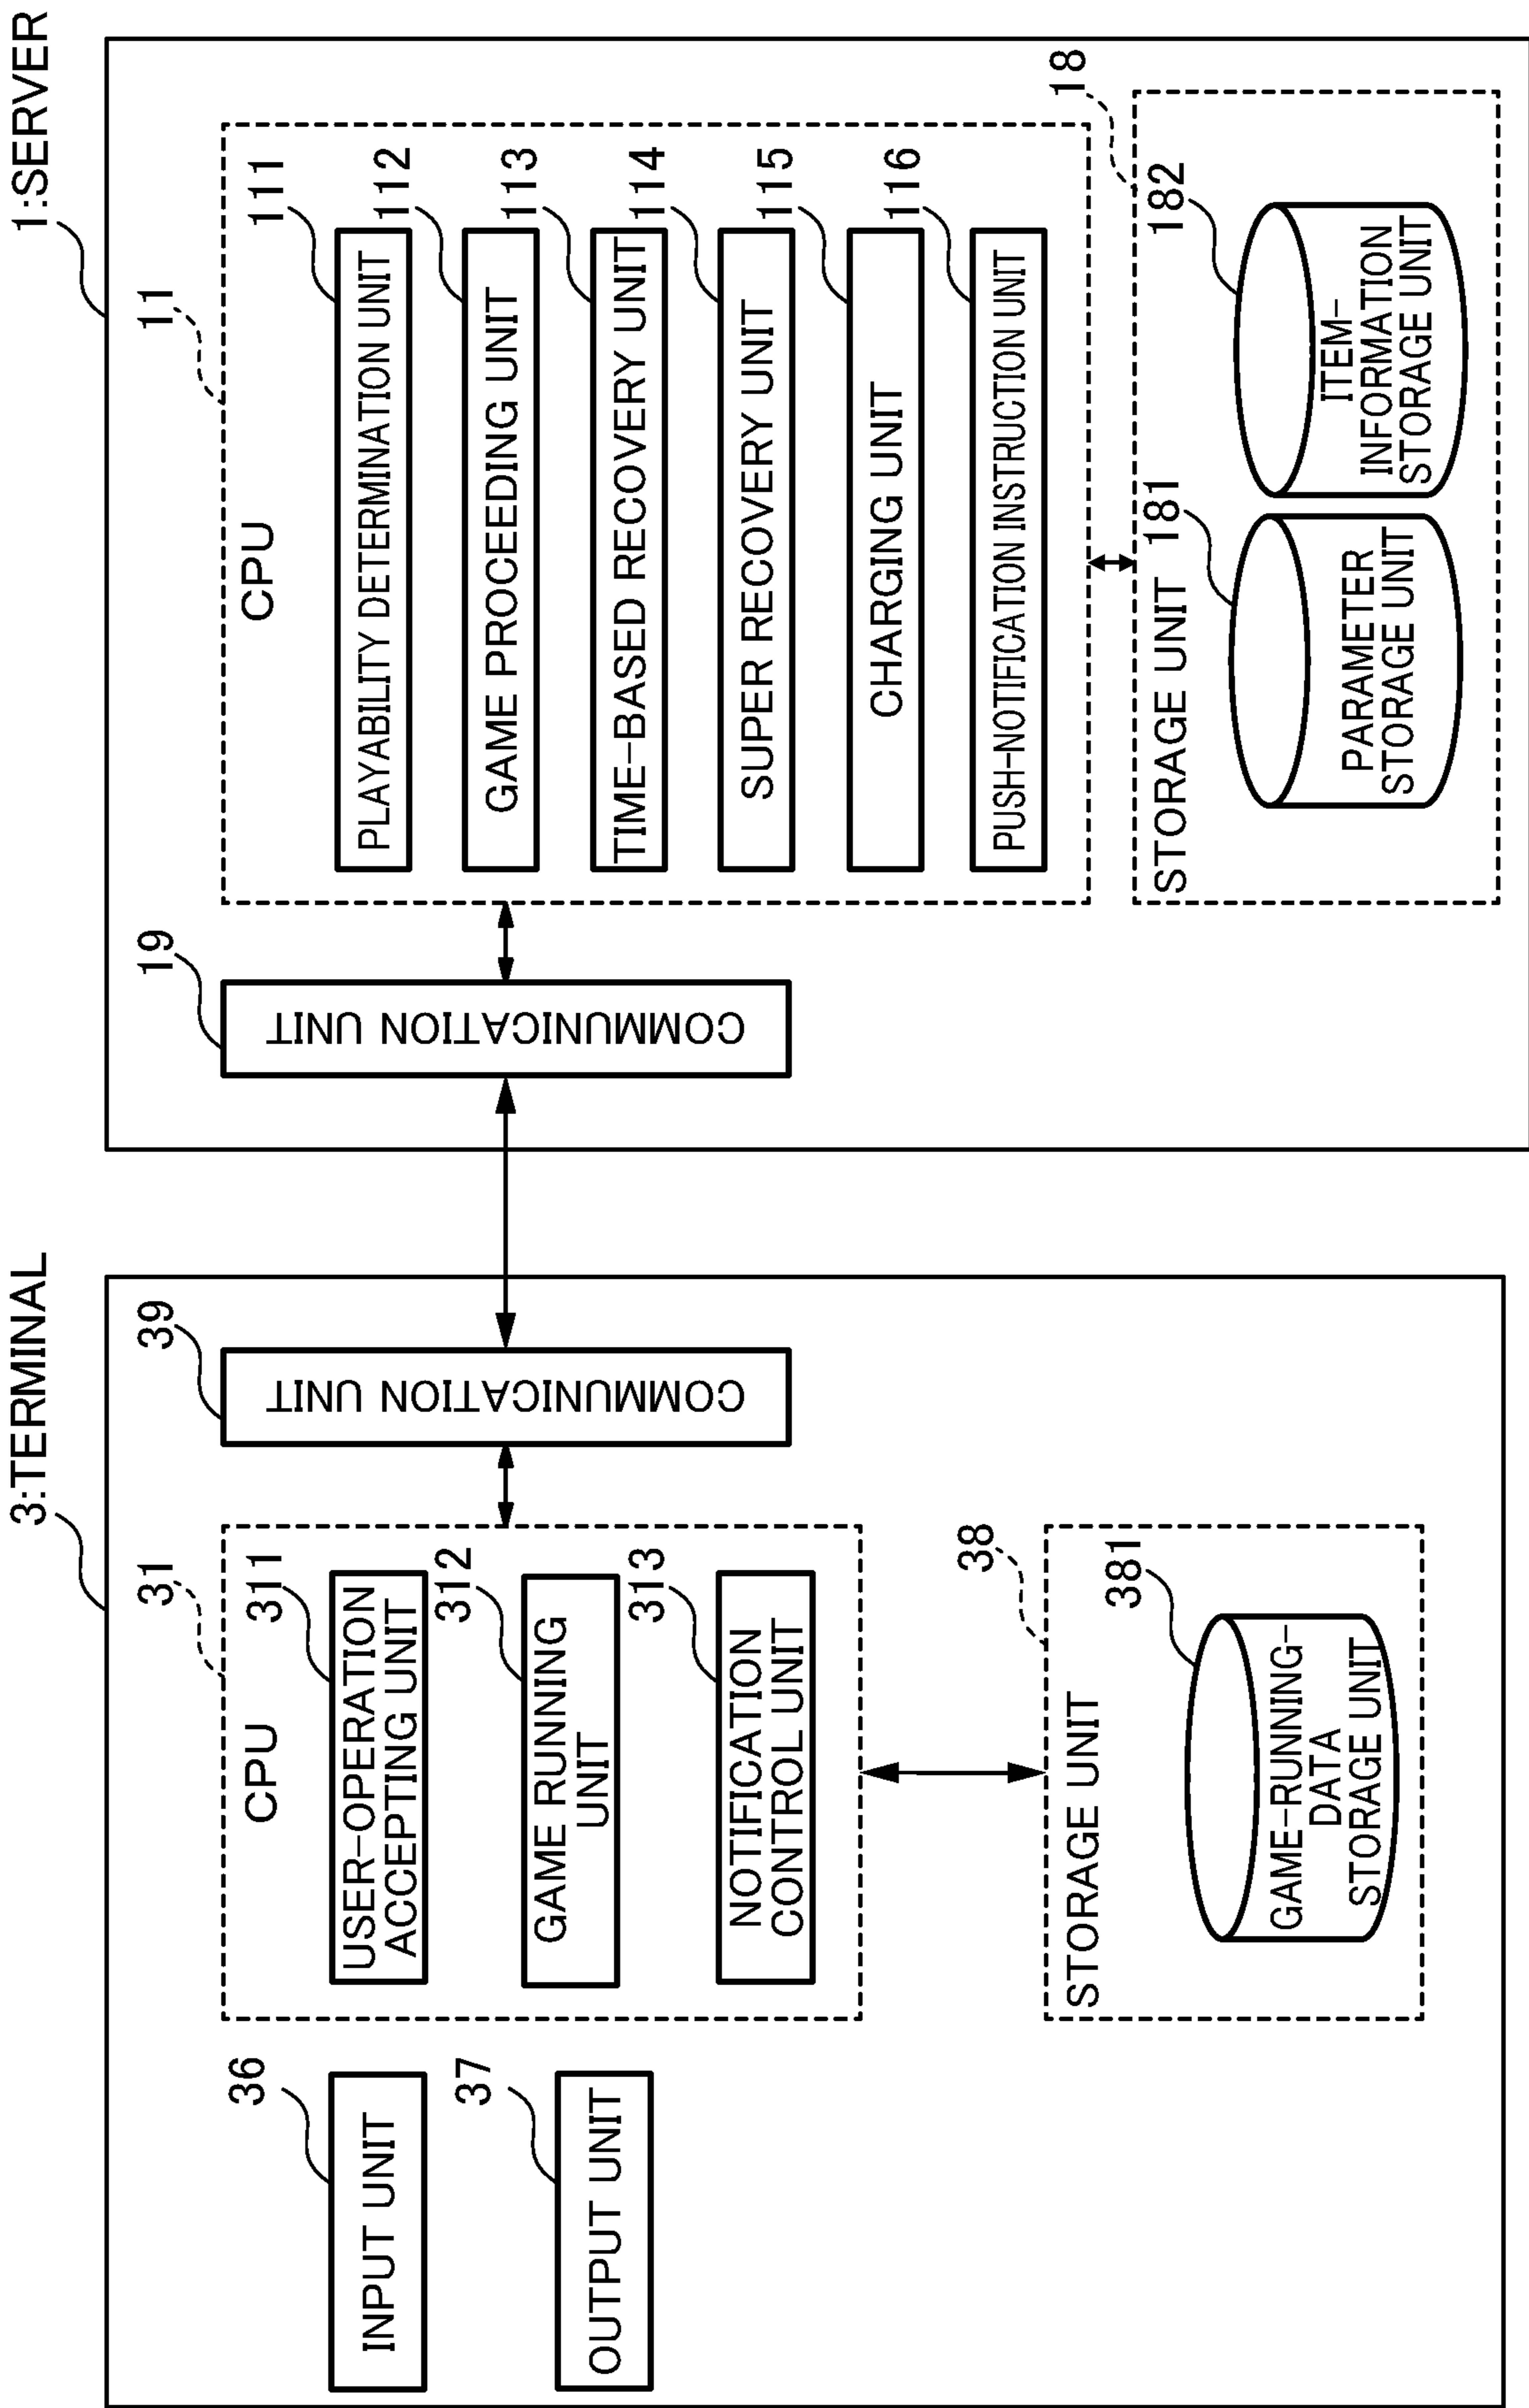 3:TERMINAL
36
INPUT UNIT
37
OUTPUT UNIT
31
CPU
311
USER-OPERATION
ACCEPTING UNIT
312
GAME RUNNING
UNIT
313
NOTIFICATION
CONTROL UNIT
38
STORAGE UNIT
381
GAME-RUNNING-
DATA
STORAGE UNIT
39
COMMUNICATION UNIT
1:SERVER
19
COMMUNICATION UNIT
11
CPU
111
PLAYABILITY DETERMINATION UNIT
112
GAME PROCEEDING UNIT
113
TIME-BASED RECOVERY UNIT
114
SUPER RECOVERY UNIT
115
CHARGING UNIT
116
PUSH-NOTIFICATION INSTRUCTION UNIT
18
STORAGE UNIT
181
PARAMETER
STORAGE UNIT
182
ITEM-
INFORMATION
STORAGE UNIT